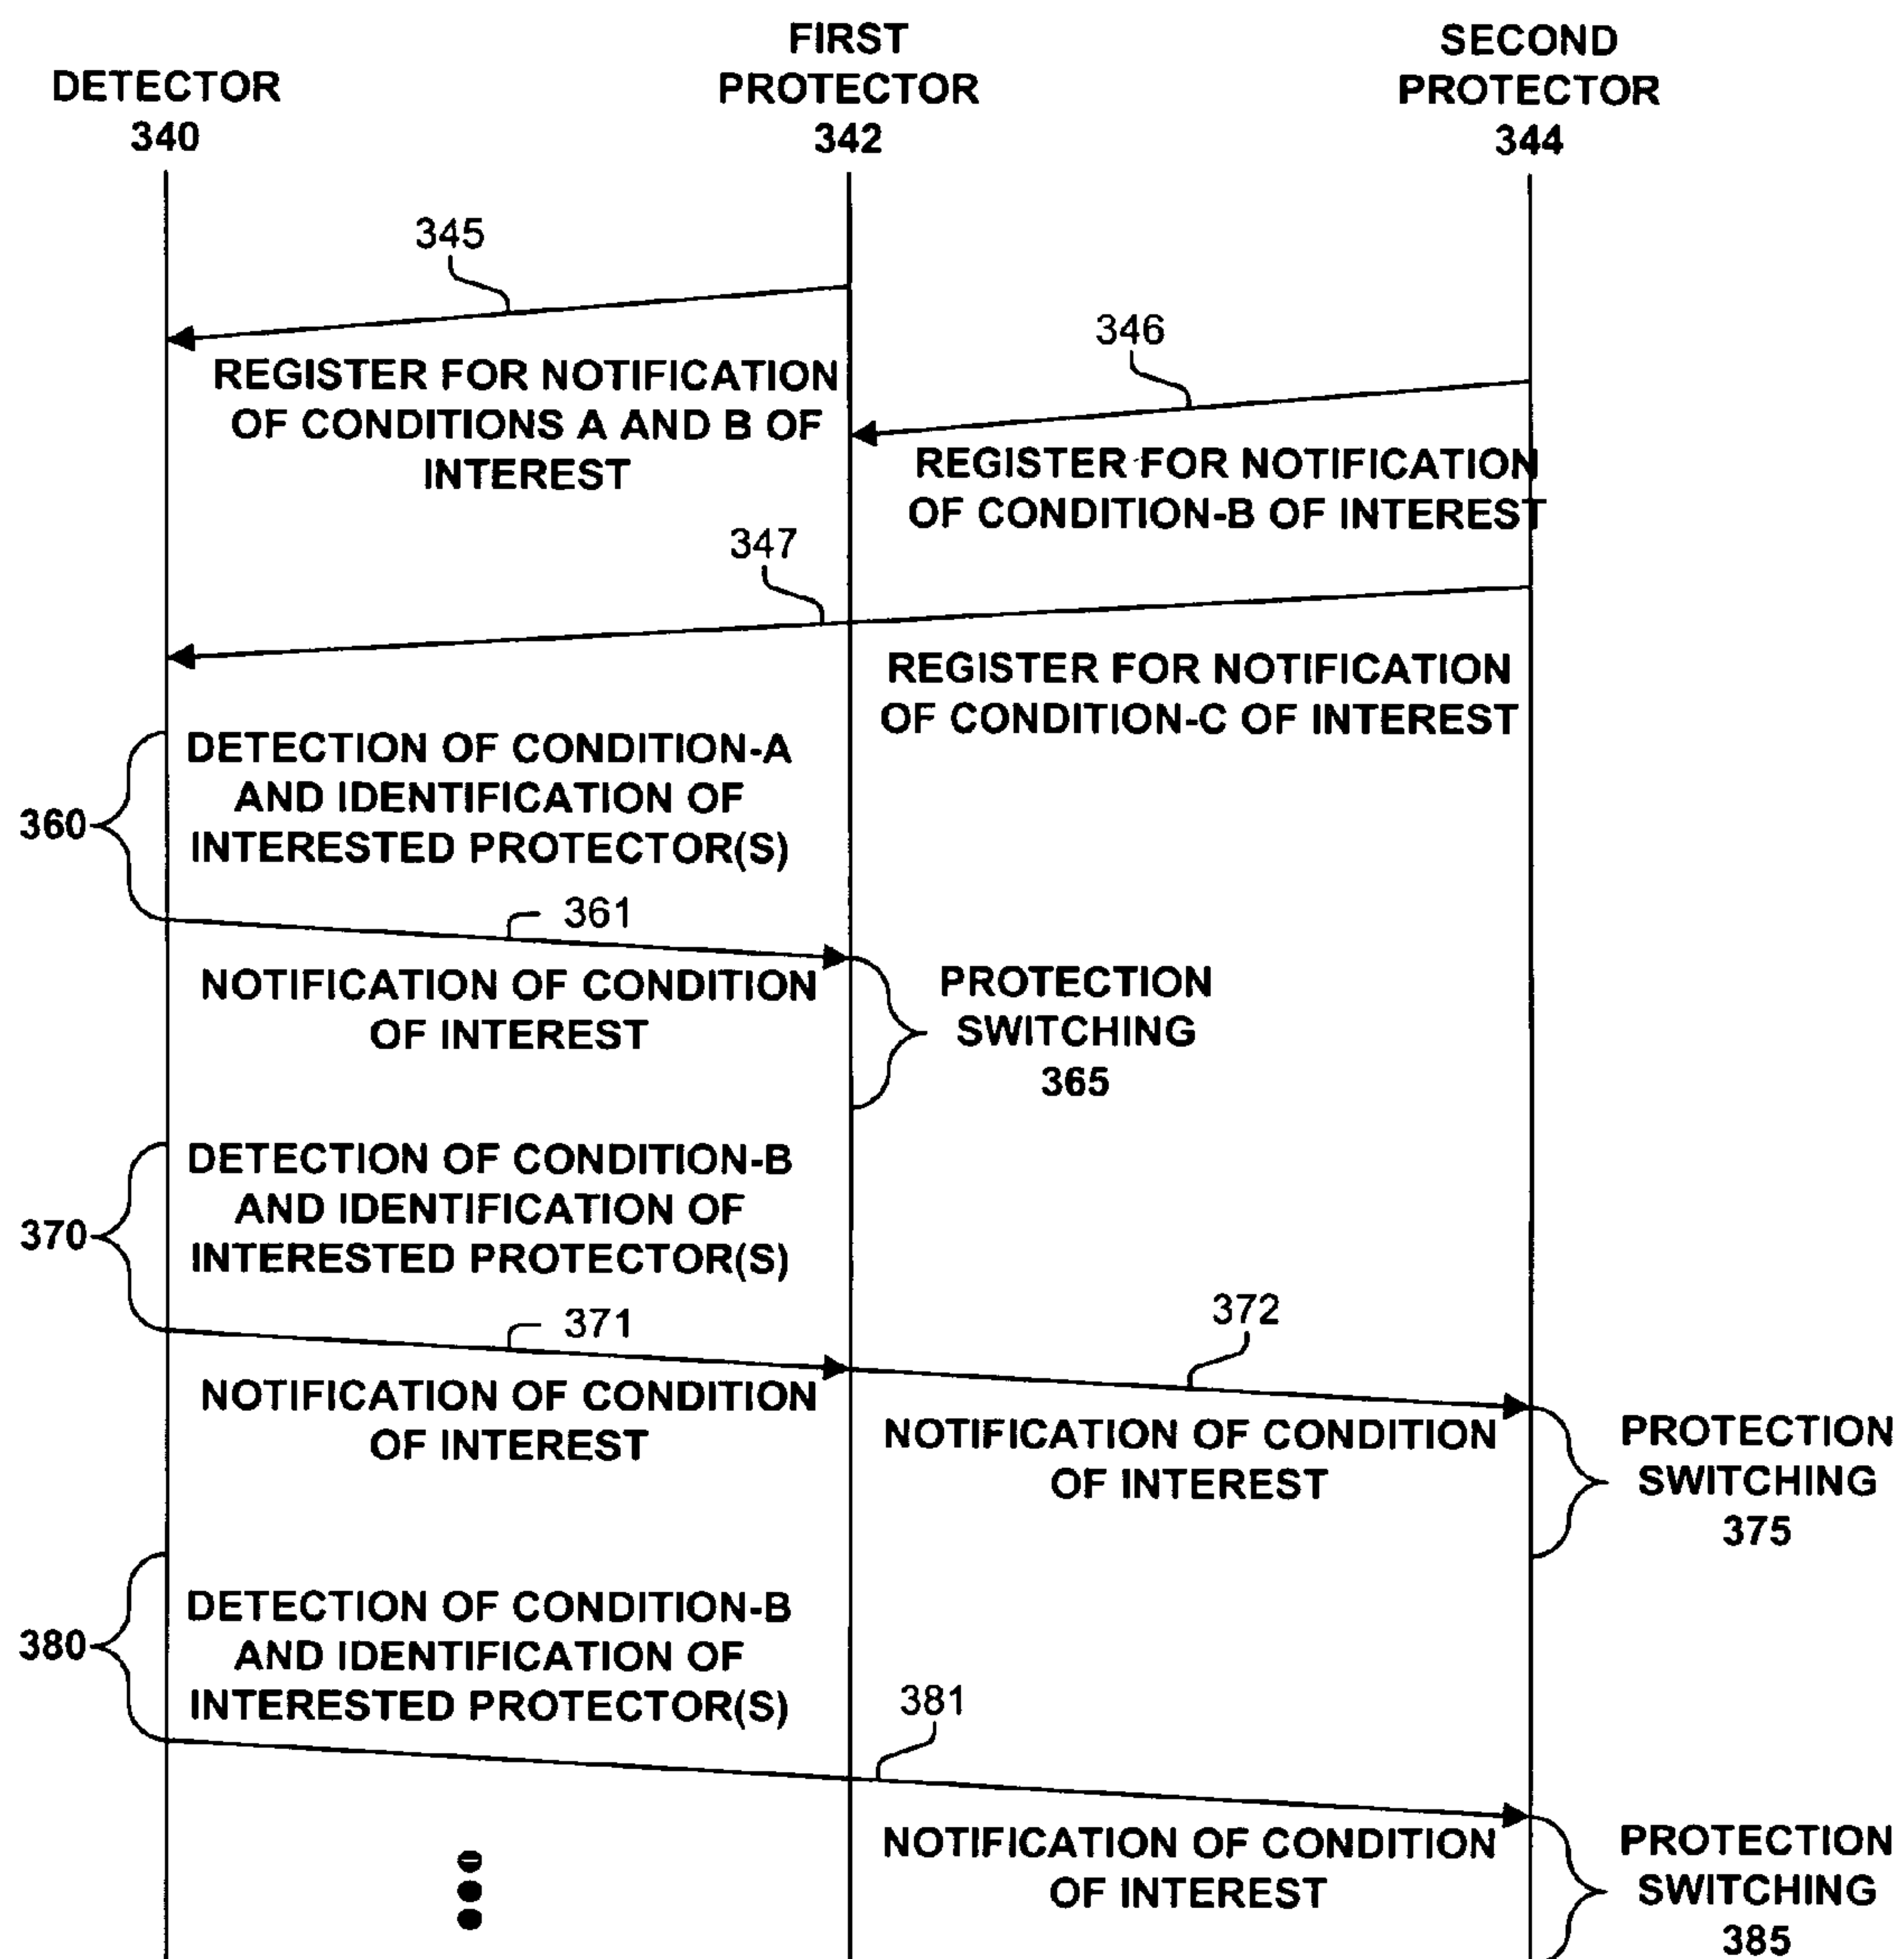 DETECTOR
340
FIRST
PROTECTOR
342
SECOND
PROTECTOR
344
345
REGISTER FOR NOTIFICATION
OF CONDITIONS A AND B OF
INTEREST
346
REGISTER FOR NOTIFICATION
OF CONDITION-B OF INTEREST
347
REGISTER FOR NOTIFICATION
OF CONDITION-C OF INTEREST
360
DETECTION OF CONDITION-A
AND IDENTIFICATION OF
INTERESTED PROTECTOR(S)
361
NOTIFICATION OF CONDITION
OF INTEREST
PROTECTION
SWITCHING
365
370
DETECTION OF CONDITION-B
AND IDENTIFICATION OF
INTERESTED PROTECTOR(S)
371
NOTIFICATION OF CONDITION
OF INTEREST
372
NOTIFICATION OF CONDITION
OF INTEREST
PROTECTION
SWITCHING
375
380
DETECTION OF CONDITION-B
AND IDENTIFICATION OF
INTERESTED PROTECTOR(S)
381
NOTIFICATION OF CONDITION
OF INTEREST
PROTECTION
SWITCHING
385